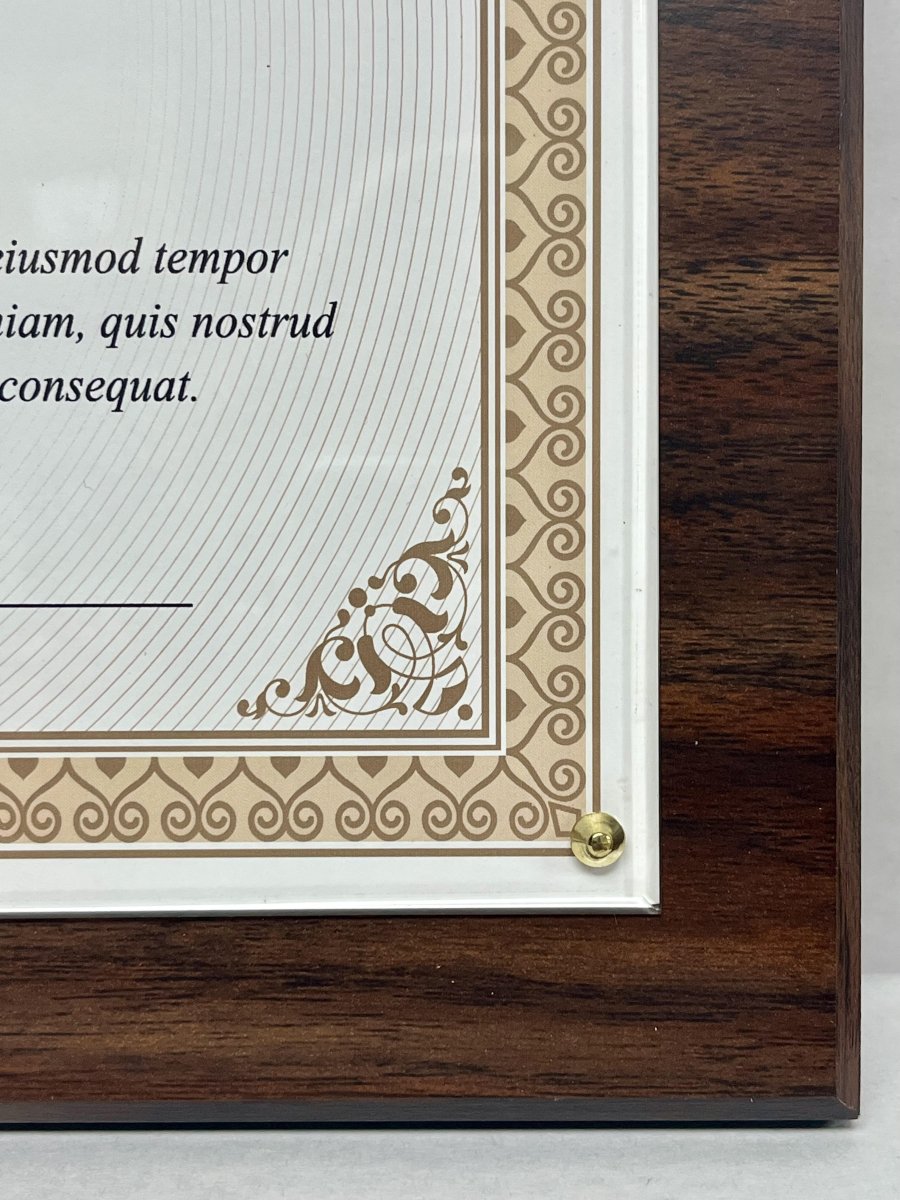 eiusmod tempor
niam, quis nostrud
consequat.